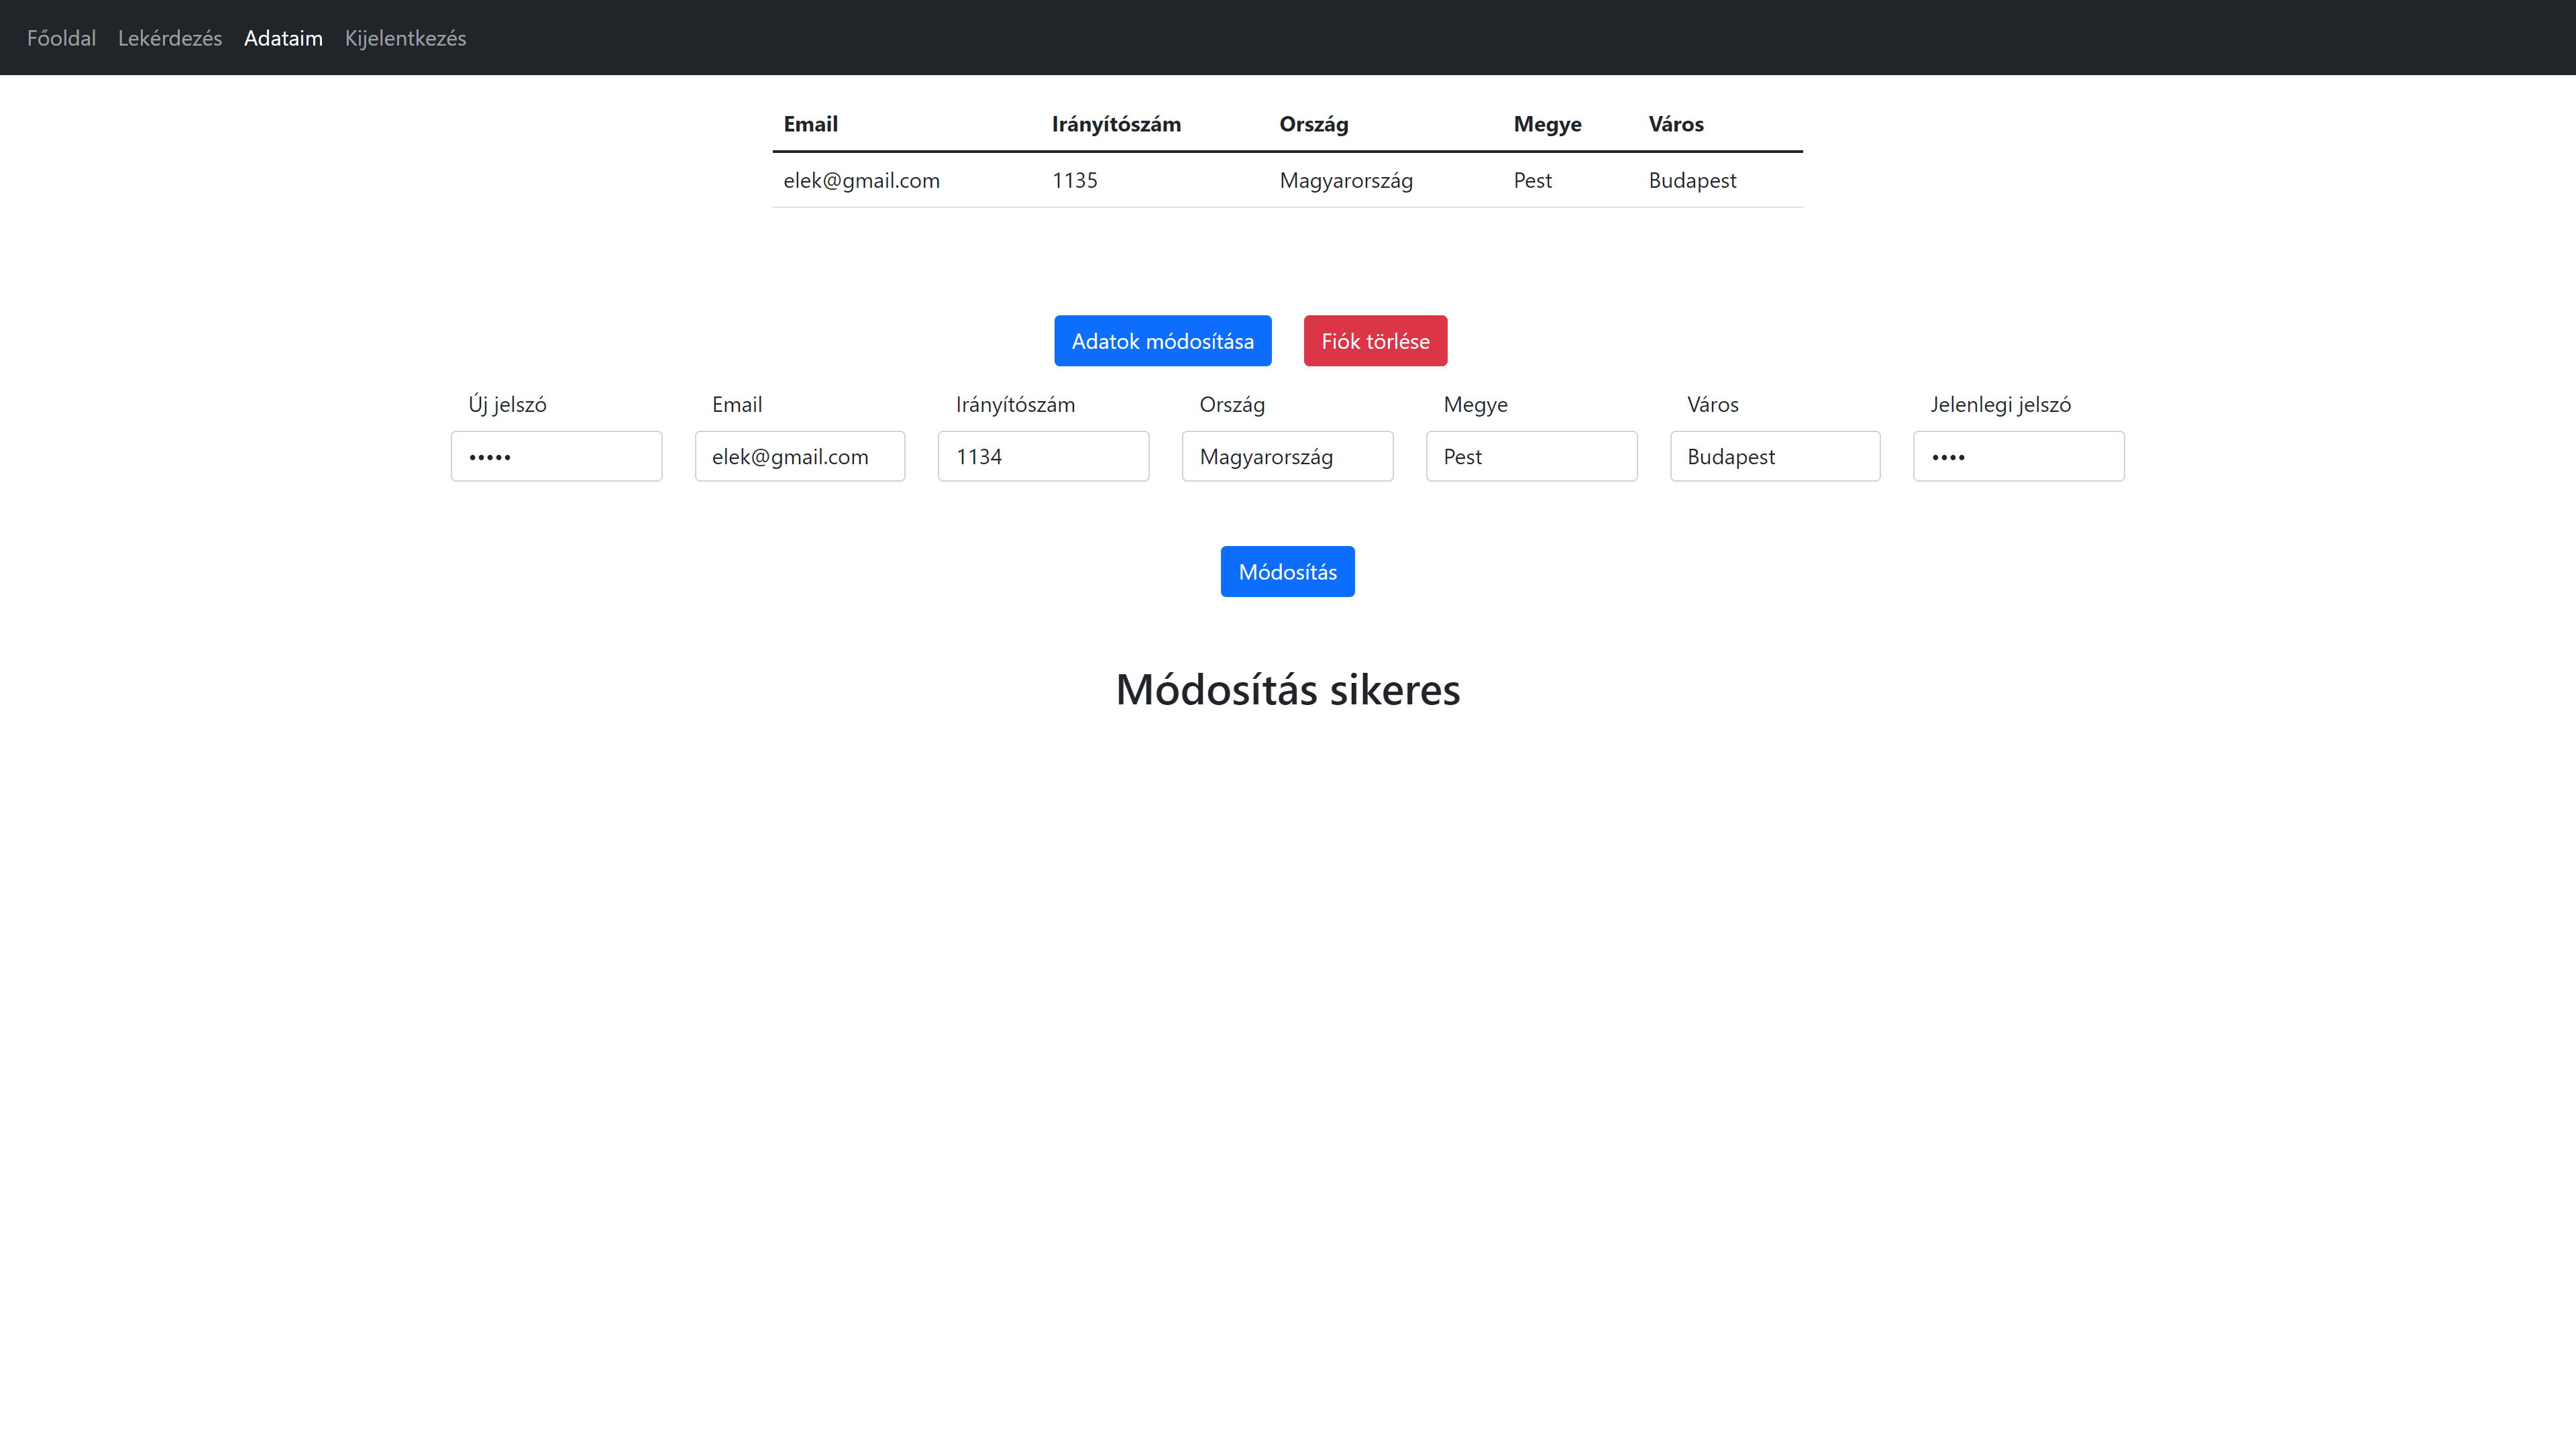 Főoldal Lekérdezés Adataim Kijelentkezés
Email Irányítószám Ország Megye Város
elek@gmail.com 1135 Magyarország Pest Budapest
Adatok módosítása Fiók törlése
Új jelszó Email Irányítószám Ország Megye Város Jelenlegi jelszó
••••• elek@gmail.com 1134 Magyarország Pest Budapest ••••
Módosítás
Módosítás sikeres